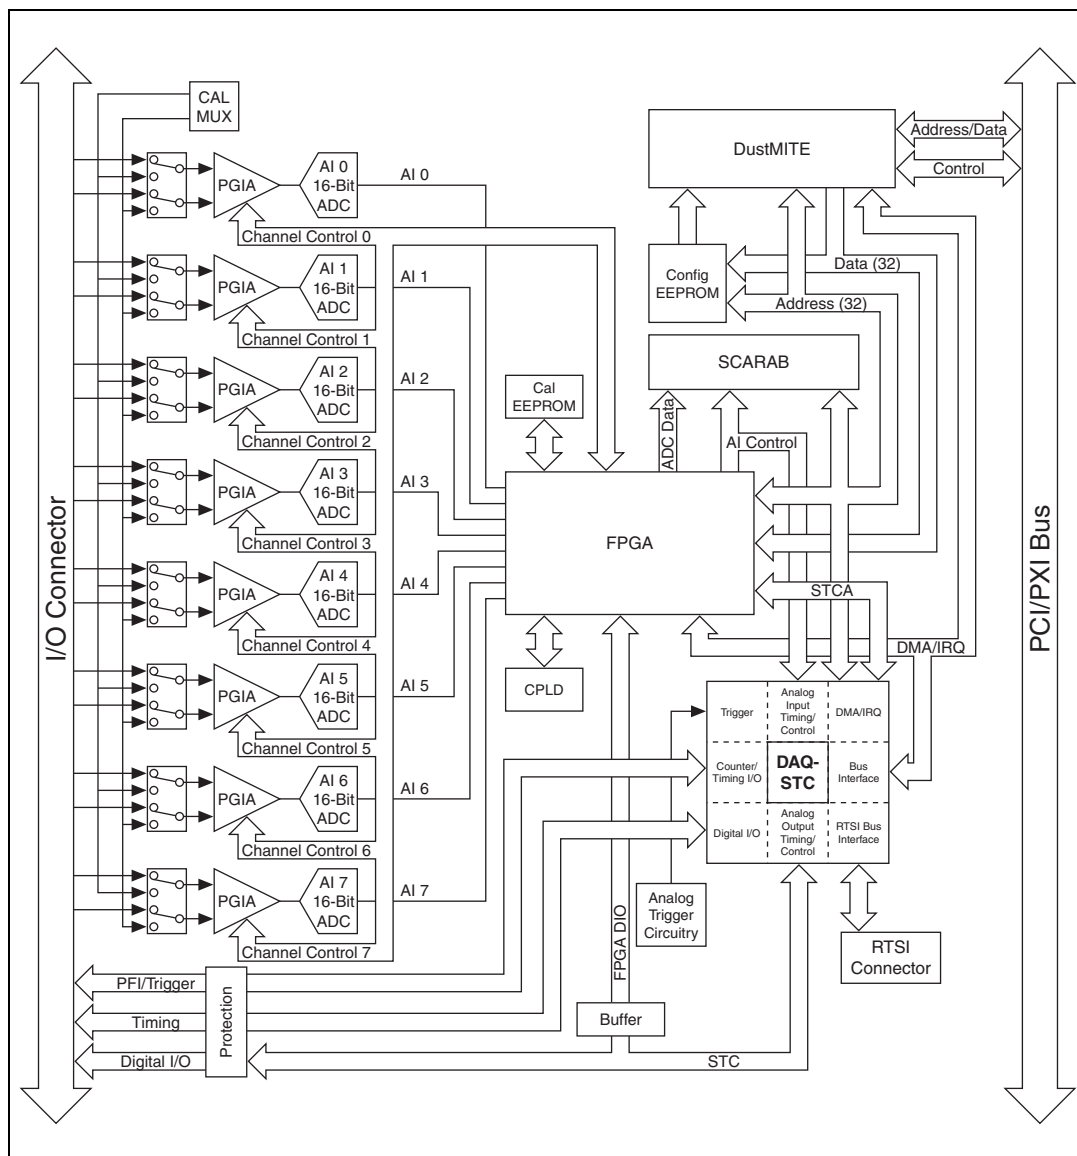 I/O Connector
CAL
MUX
PGIA
AI 0
16-Bit
ADC
AI 0
Channel Control 0
PGIA
AI 1
16-Bit
ADC
AI 1
Channel Control 1
PGIA
AI 2
16-Bit
ADC
AI 2
Channel Control 2
PGIA
AI 3
16-Bit
ADC
AI 3
Channel Control 3
PGIA
AI 4
16-Bit
ADC
AI 4
Channel Control 4
PGIA
AI 5
16-Bit
ADC
AI 5
Channel Control 5
PGIA
AI 6
16-Bit
ADC
AI 6
Channel Control 6
PGIA
AI 7
16-Bit
ADC
AI 7
Channel Control 7
PFI/Trigger
Timing
Digital I/O
Protection
DustMITE
Address/Data
Control
Config
EEPROM
Data (32)
Address (32)
SCARAB
Cal
EEPROM
ADC Data
AI Control
FPGA
STCA
DMA/IRQ
CPLD
Trigger
Analog
Input
Timing/
Control
DMA/IRQ
Counter/
Timing I/O
DAQ-
STC
Bus
Interface
Digital I/O
Analog
Output
Timing/
Control
RTSI Bus
Interface
Analog
Trigger
Circuitry
RTSI
Connector
FPGA DIO
Buffer
STC
PCI/PXI Bus